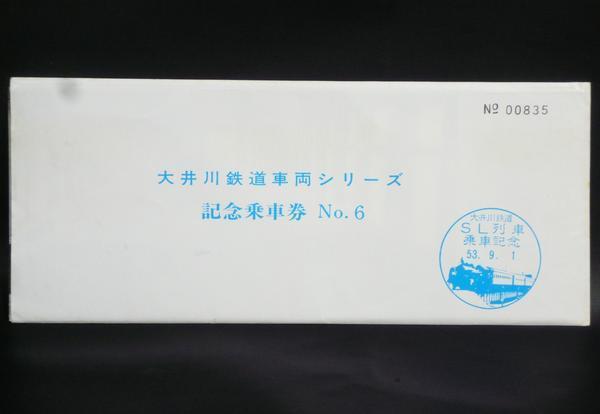 № 00835
大井川鉄道車両シリーズ
記念乗車券 No.6
大井川鉄道
SL列車
乗車記念
53.9.1